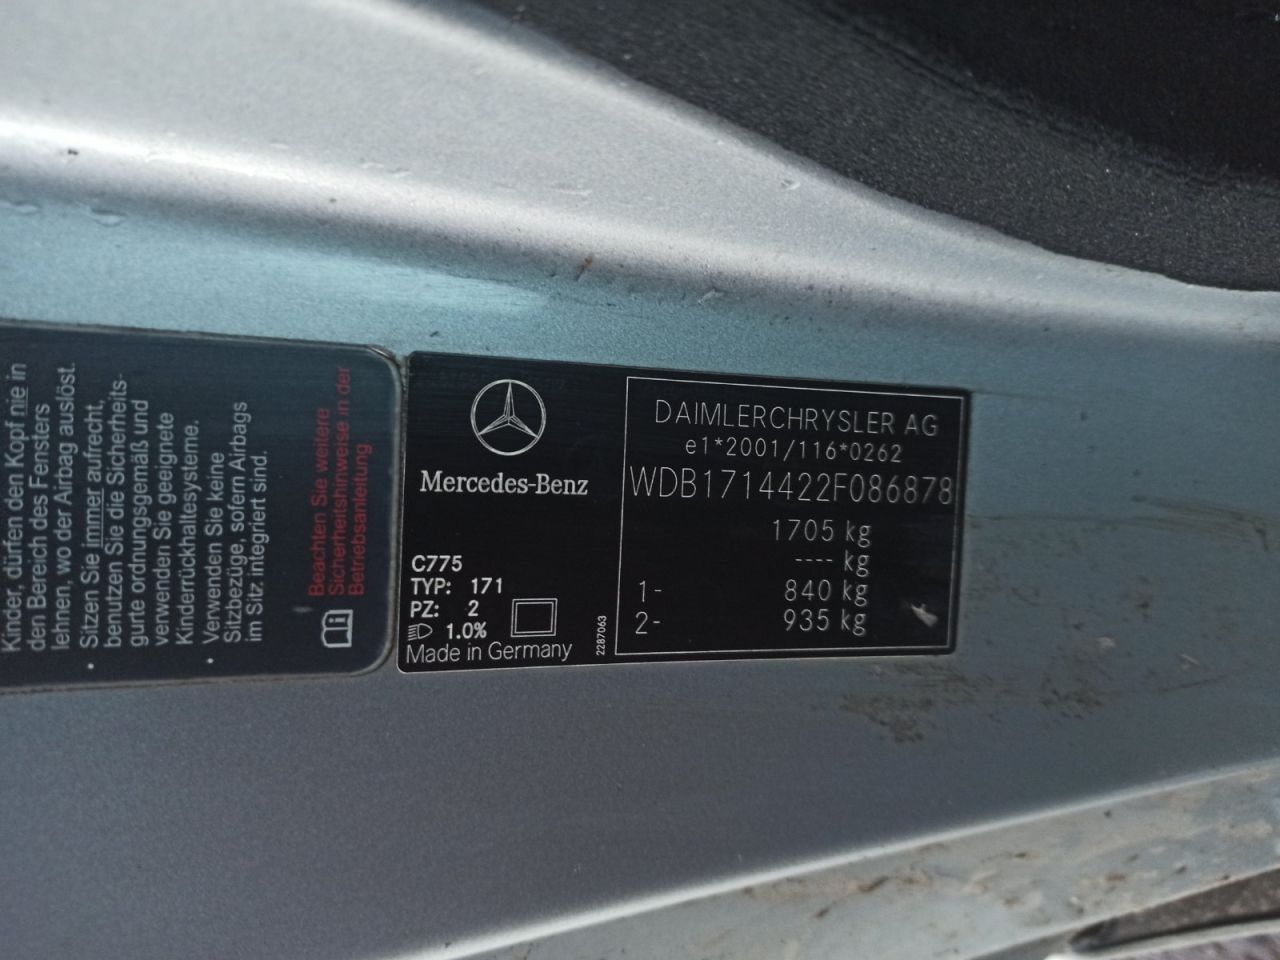 Kinder, dürfen den Kopf nie in
den Bereich des Fensters
lehnen, wo der Airbag auslöst.
• Sitzen Sie immer aufrecht,
benutzen Sie die Sicherheits-
gurte ordnungsgemäß und
verwenden Sie geeignete
Kinderrückhaltesysteme.
• Verwenden Sie keine
Sitzbezüge, sofern Airbags
im Sitz integriert sind.
Beachten Sie weitere
Sicherheitshinweise in der
Betriebsanleitung
Mercedes-Benz
C775
TYP: 171
PZ: 2
1.0%
Made in Germany
2287063
DAIMLERCHRYSLER AG
e1*2001/116*0262
WDB1714422F086878
1705 kg
---- kg
1- 840 kg
2- 935 kg